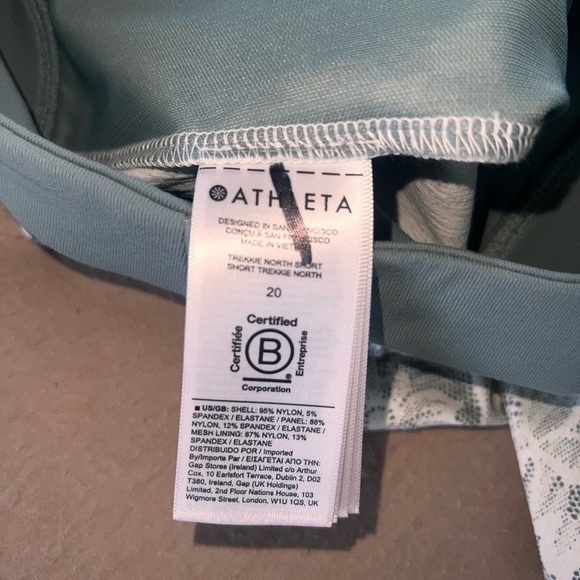 ATHLETA
DESIGNED IN SAN FRANCISCO
CONÇU À SAN FRANCISCO
MADE IN VIETNAM
TREKKIE NORTH SHORT
SHORT TREKKIE NORTH
20
Certified
Certifiée
B
Entreprise
Corporation
US/GB: SHELL: 95% NYLON, 5%
SPANDEX / ELASTANE / PANEL: 88%
NYLON, 12% SPANDEX / ELASTANE /
MESH LINING: 87% NYLON, 13%
SPANDEX / ELASTANE
DISTRIBUIDO POR / Imported
By/Importe Par / ΕΙΣΑΓΕΤΑΙ ΑΠΟ ΤΗΝ:
Gap Stores (Ireland) Limited c/o Arthur
Cox, 10 Earlsfort Terrace, Dublin 2, D02
T380, Ireland, Gap (UK Holdings)
Limited, 2nd Floor Nations House, 103
Wigmore Street, London, W1U 1QS, UK